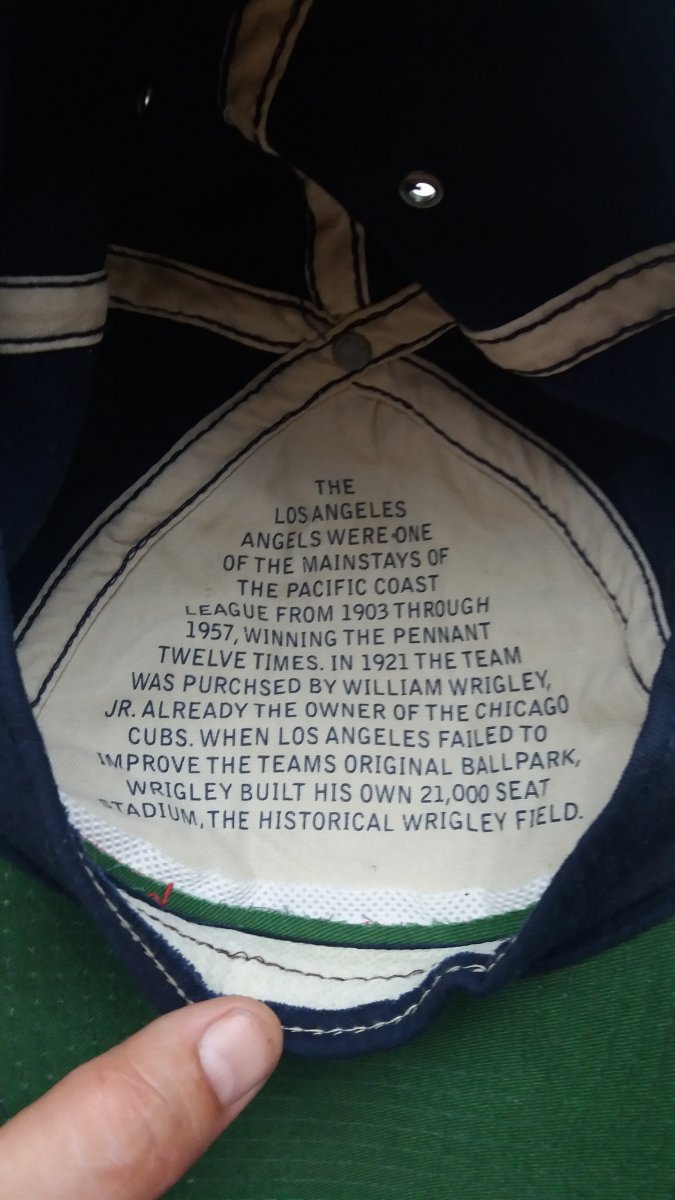 THE
LOS ANGELES
ANGELS WERE ONE
OF THE MAINSTAYS OF
THE PACIFIC COAST
LEAGUE FROM 1903 THROUGH
1957, WINNING THE PENNANT
TWELVE TIMES. IN 1921 THE TEAM
WAS PURCHSED BY WILLIAM WRIGLEY,
JR. ALREADY THE OWNER OF THE CHICAGO
CUBS. WHEN LOS ANGELES FAILED TO
IMPROVE THE TEAMS ORIGINAL BALLPARK,
WRIGLEY BUILT HIS OWN 21,000 SEAT
STADIUM, THE HISTORICAL WRIGLEY FIELD.